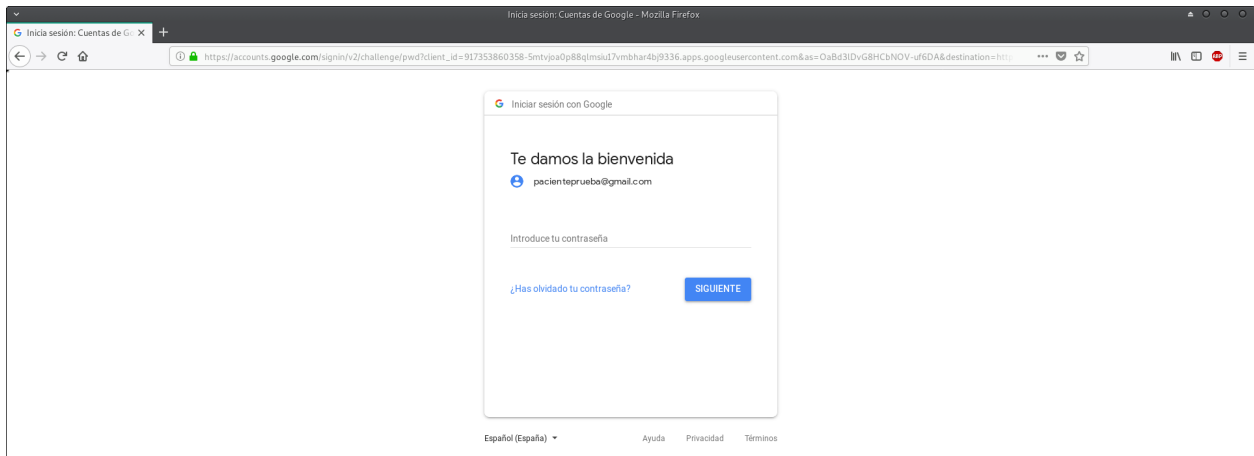 Inicia sesión: Cuentas de Google - Mozilla Firefox
Inicia sesión: Cuentas de Go
https://accounts.google.com/signin/v2/challenge/pwd?client_id=917353860358-5mtvjoa0p88qlmsiu17vmbhar4bj9336.apps.googleusercontent.com&as=OaBd3IDvG8HCbNOV-uf6DA&destination=http
ABP
Iniciar sesión con Google
Te damos la bienvenida
pacienteprueba@gmail.com
Introduce tu contraseña
¿Has olvidado tu contraseña? SIGUIENTE
Español (España) Ayuda Privacidad Términos